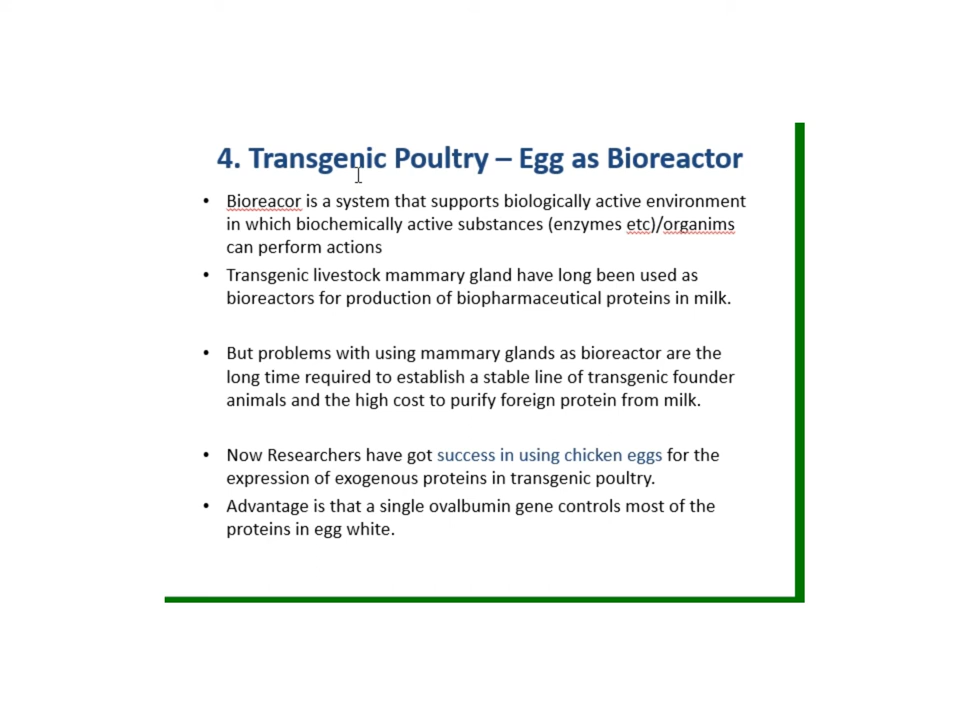 4. Transgenic Poultry – Egg as Bioreactor
• Bioreacor is a system that supports biologically active environment
in which biochemically active substances (enzymes etc)/organims
can perform actions
• Transgenic livestock mammary gland have long been used as
bioreactors for production of biopharmaceutical proteins in milk.
• But problems with using mammary glands as bioreactor are the
long time required to establish a stable line of transgenic founder
animals and the high cost to purify foreign protein from milk.
• Now Researchers have got success in using chicken eggs for the
expression of exogenous proteins in transgenic poultry.
• Advantage is that a single ovalbumin gene controls most of the
proteins in egg white.